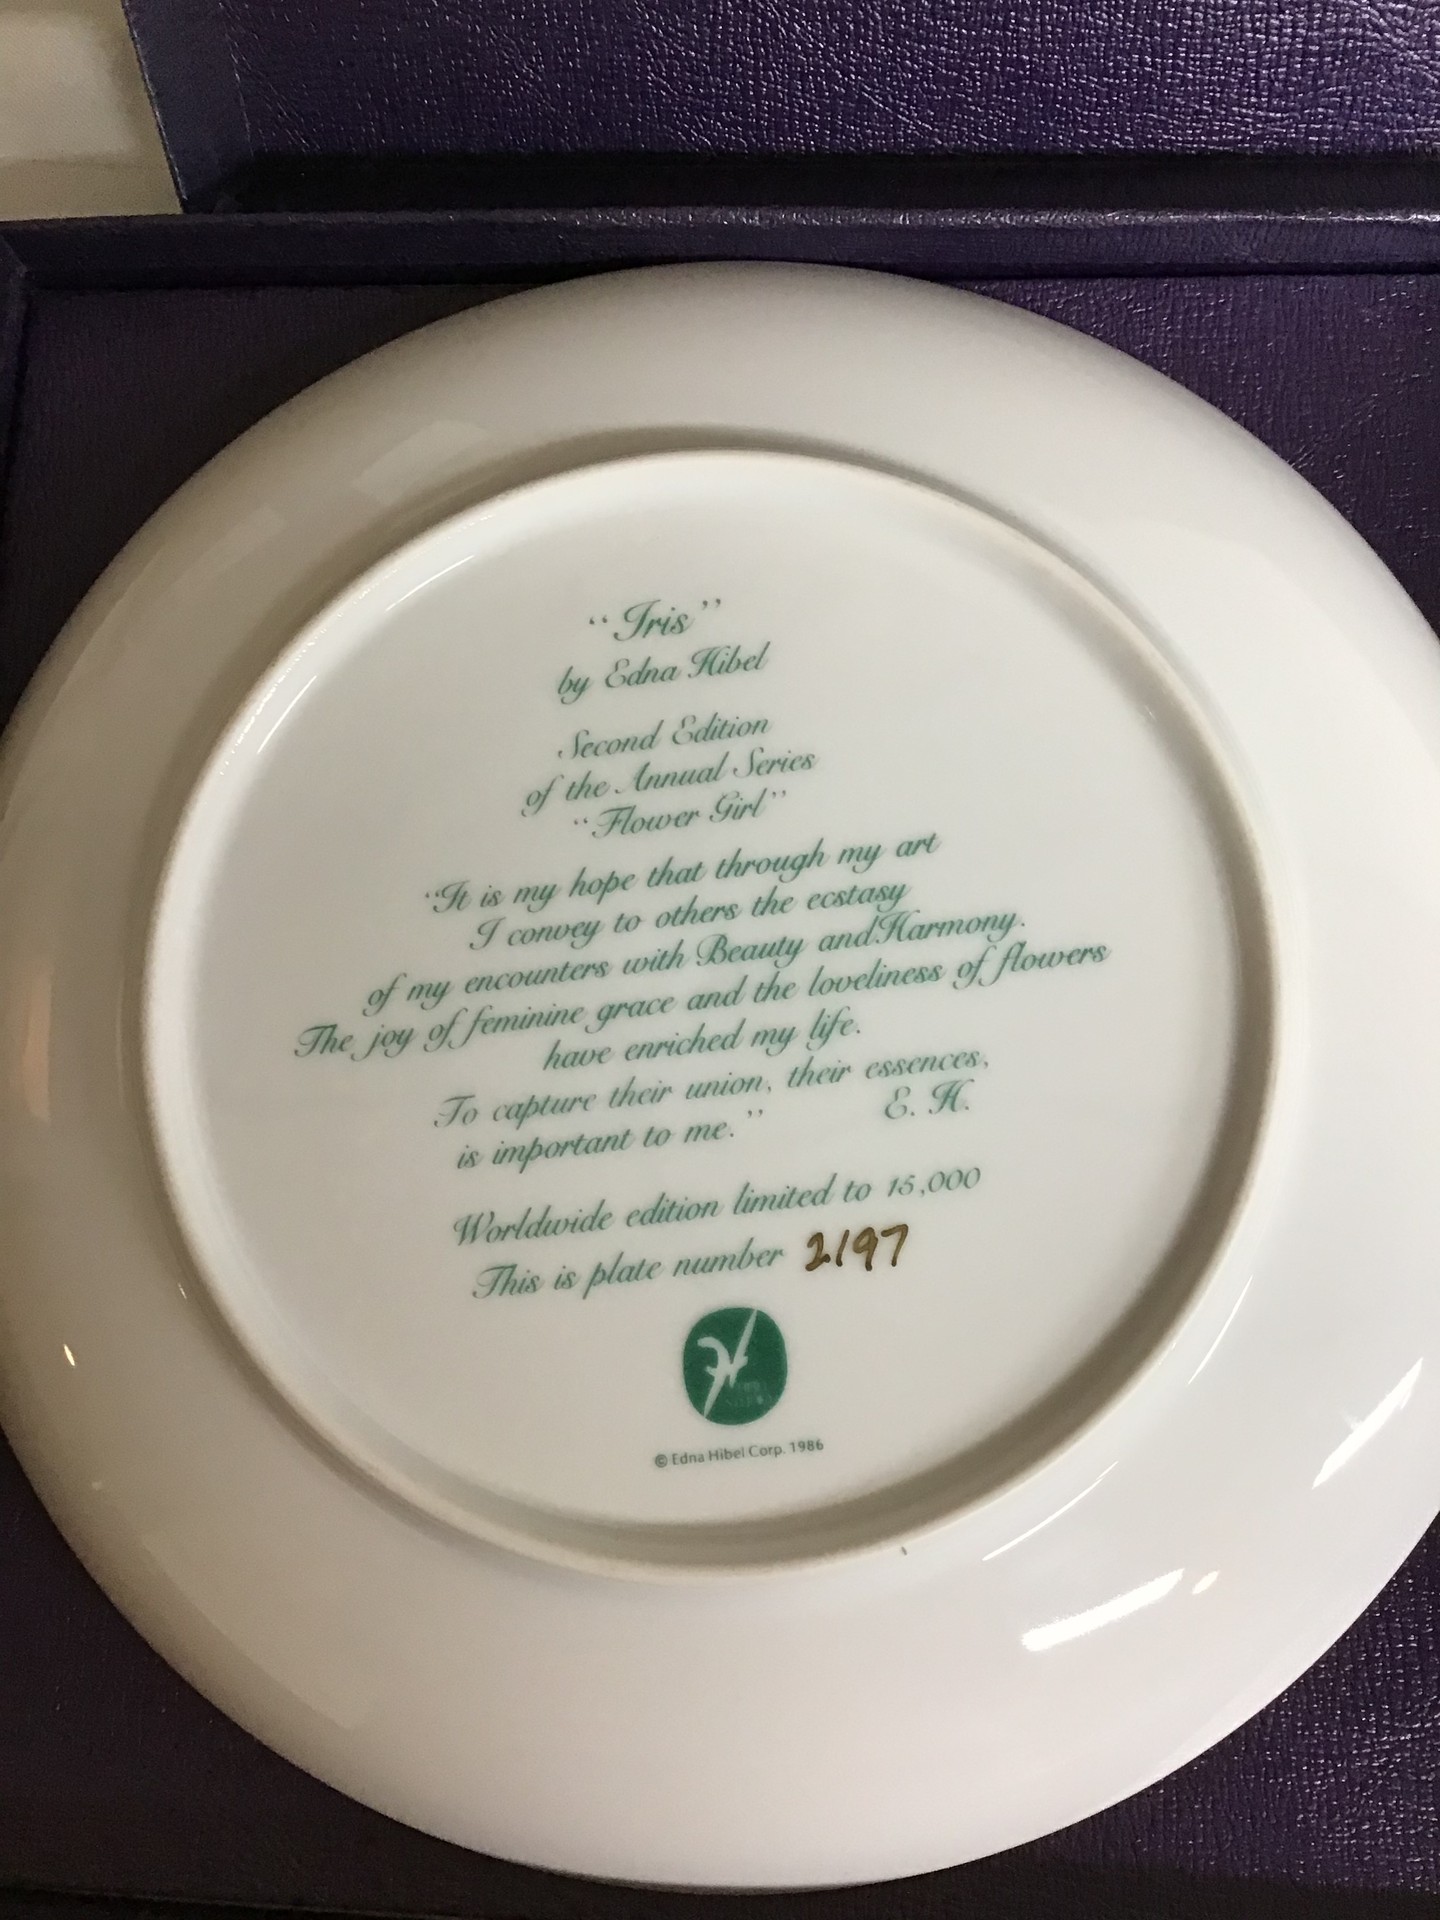 “Iris”
by Edna Hibel
Second Edition
of the Annual Series
“Flower Girl”
“It is my hope that through my art
I convey to others the ecstasy
of my encounters with Beauty and Harmony.
The joy of feminine grace and the loveliness of flowers
have enriched my life.
To capture their union, their essences,
is important to me.” E. H.
Worldwide edition limited to 15,000
This is plate number 2197
© Edna Hibel Corp. 1986